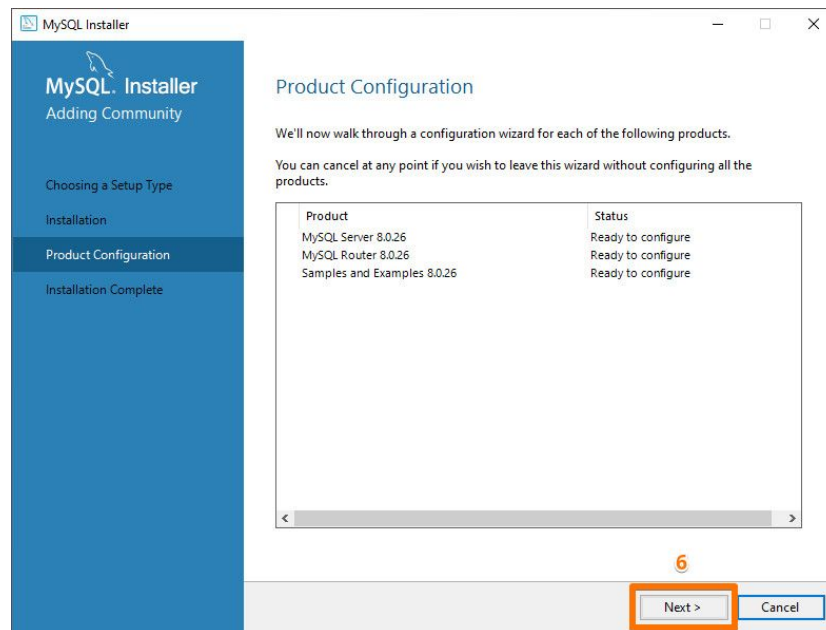 MySQL Installer
MySQL. Installer
Adding Community
Choosing a Setup Type
Installation
Product Configuration
Installation Complete
Product Configuration
We'll now walk through a configuration wizard for each of the following products.
You can cancel at any point if you wish to leave this wizard without configuring all the
products.
Product Status
MySQL Server 8.0.26 Ready to configure
MySQL Router 8.0.26 Ready to configure
Samples and Examples 8.0.26 Ready to configure
6
Next > Cancel